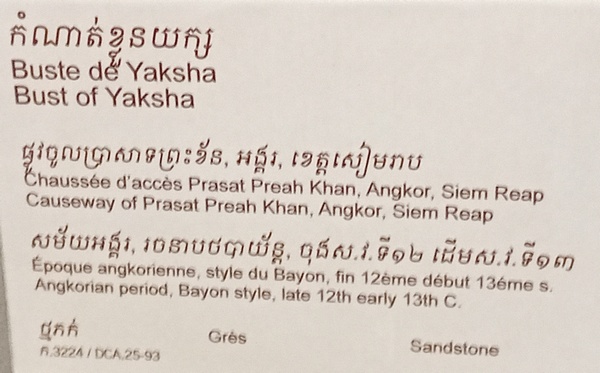 កំណាត់ខ្លួនយក្ស
Buste de Yaksha
Bust of Yaksha
ផ្លូវចូលប្រាសាទព្រះខ័ន, អង្គរ, ខេត្តសៀមរាប
Chaussée d'accès Prasat Preah Khan, Angkor, Siem Reap
Causeway of Prasat Preah Khan, Angkor, Siem Reap
សម័យអង្គរ, រចនាបថបាយ័ន្ត, ចុងស.វ.ទី១២ ដើមស.វ.ទី១៣
Époque angkorienne, style du Bayon, fin 12ème début 13éme s.
Angkorian period, Bayon style, late 12th early 13th C.
ថ្មភក់ Grès Sandstone
ក.3224 / DCA.25-93